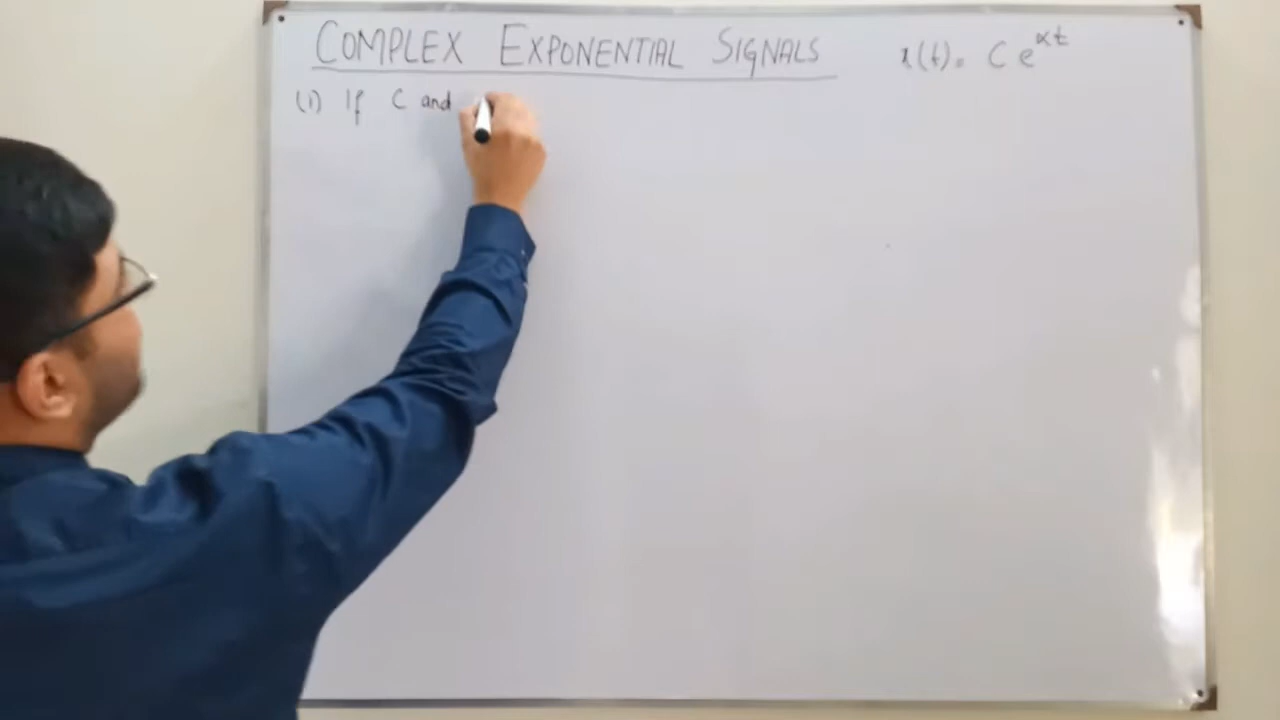 COMPLEX EXPONENTIAL SIGNALS x(t) = C e^αt
(1) If C and